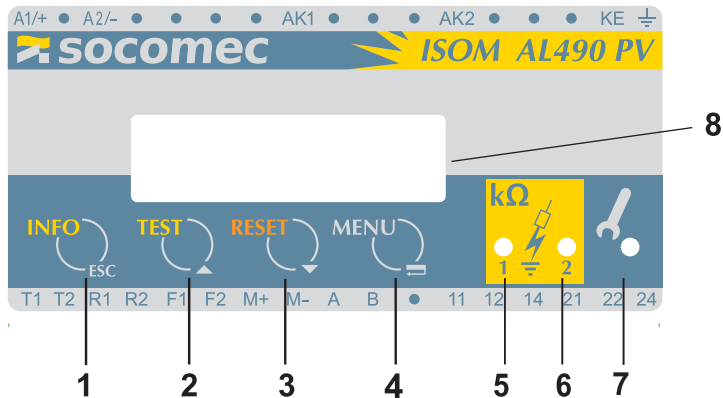 A1/+ ● A2/- ● ● ● ● AK1 ● ● ● AK2 ● ● ● KE
socomec ISOM AL490 PV
8
kΩ
INFO TEST RESET MENU
ESC 1 2
T1 T2 R1 R2 F1 F2 M+ M- A B ● 11 12 14 21 22 24
1 2 3 4 5 6 7